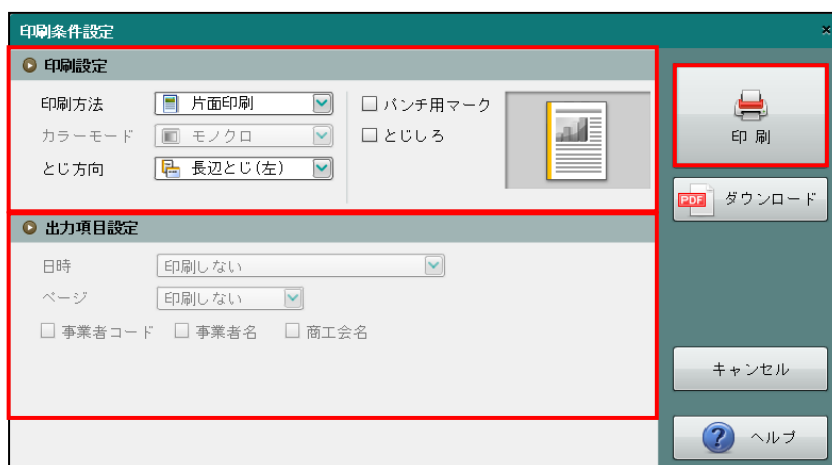 印刷条件設定
×
印刷設定
印刷方法 片面印刷
カラーモード モノクロ
とじ方向 長辺とじ(左)
パンチ用マーク
とじしろ
出力項目設定
日時 印刷しない
ページ 印刷しない
事業者コード 事業者名 商工会名
印 刷
PDF ダウンロード
キャンセル
? ヘルプ